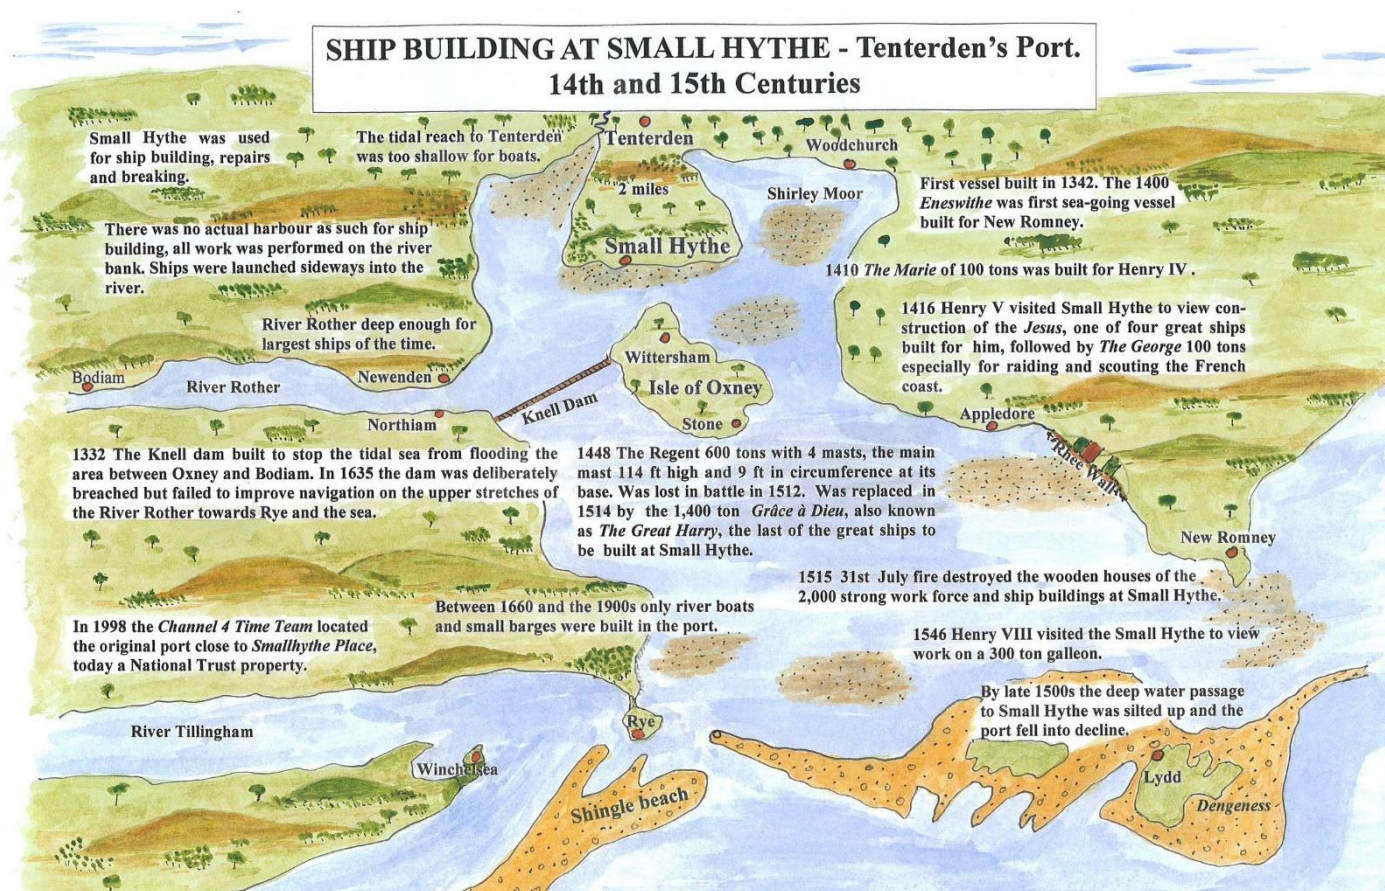 SHIP BUILDING AT SMALL HYTHE - Tenterden's Port.
14th and 15th Centuries
Small Hythe was used
for ship building, repairs
and breaking.
The tidal reach to Tenterden
was too shallow for boats.
Tenterden
Woodchurch
2 miles
Shirley Moor
First vessel built in 1342. The 1400
Eneswithe was first sea-going vessel
built for New Romney.
There was no actual harbour as such for ship
building, all work was performed on the river
bank. Ships were launched sideways into the
river.
Small Hythe
1410 The Marie of 100 tons was built for Henry IV .
1416 Henry V visited Small Hythe to view con-
struction of the Jesus, one of four great ships
built for him, followed by The George 100 tons
especially for raiding and scouting the French
coast.
River Rother deep enough for
largest ships of the time.
Wittersham
Bodiam
River Rother
Newenden
Isle of Oxney
Knell Dam
Northiam
Stone
Appledore
Rhee Wall
1332 The Knell dam built to stop the tidal sea from flooding the
area between Oxney and Bodiam. In 1635 the dam was deliberately
breached but failed to improve navigation on the upper stretches of
the River Rother towards Rye and the sea.
1448 The Regent 600 tons with 4 masts, the main
mast 114 ft high and 9 ft in circumference at its
base. Was lost in battle in 1512. Was replaced in
1514 by the 1,400 ton Grâce à Dieu, also known
as The Great Harry, the last of the great ships to
be built at Small Hythe.
New Romney
1515 31st July fire destroyed the wooden houses of the
2,000 strong work force and ship buildings at Small Hythe.
Between 1660 and the 1900s only river boats
and small barges were built in the port.
In 1998 the Channel 4 Time Team located
the original port close to Smallhythe Place,
today a National Trust property.
1546 Henry VIII visited the Small Hythe to view
work on a 300 ton galleon.
By late 1500s the deep water passage
to Small Hythe was silted up and the
port fell into decline.
River Tillingham
Rye
Winchelsea
Lydd
Shingle beach
Dengeness